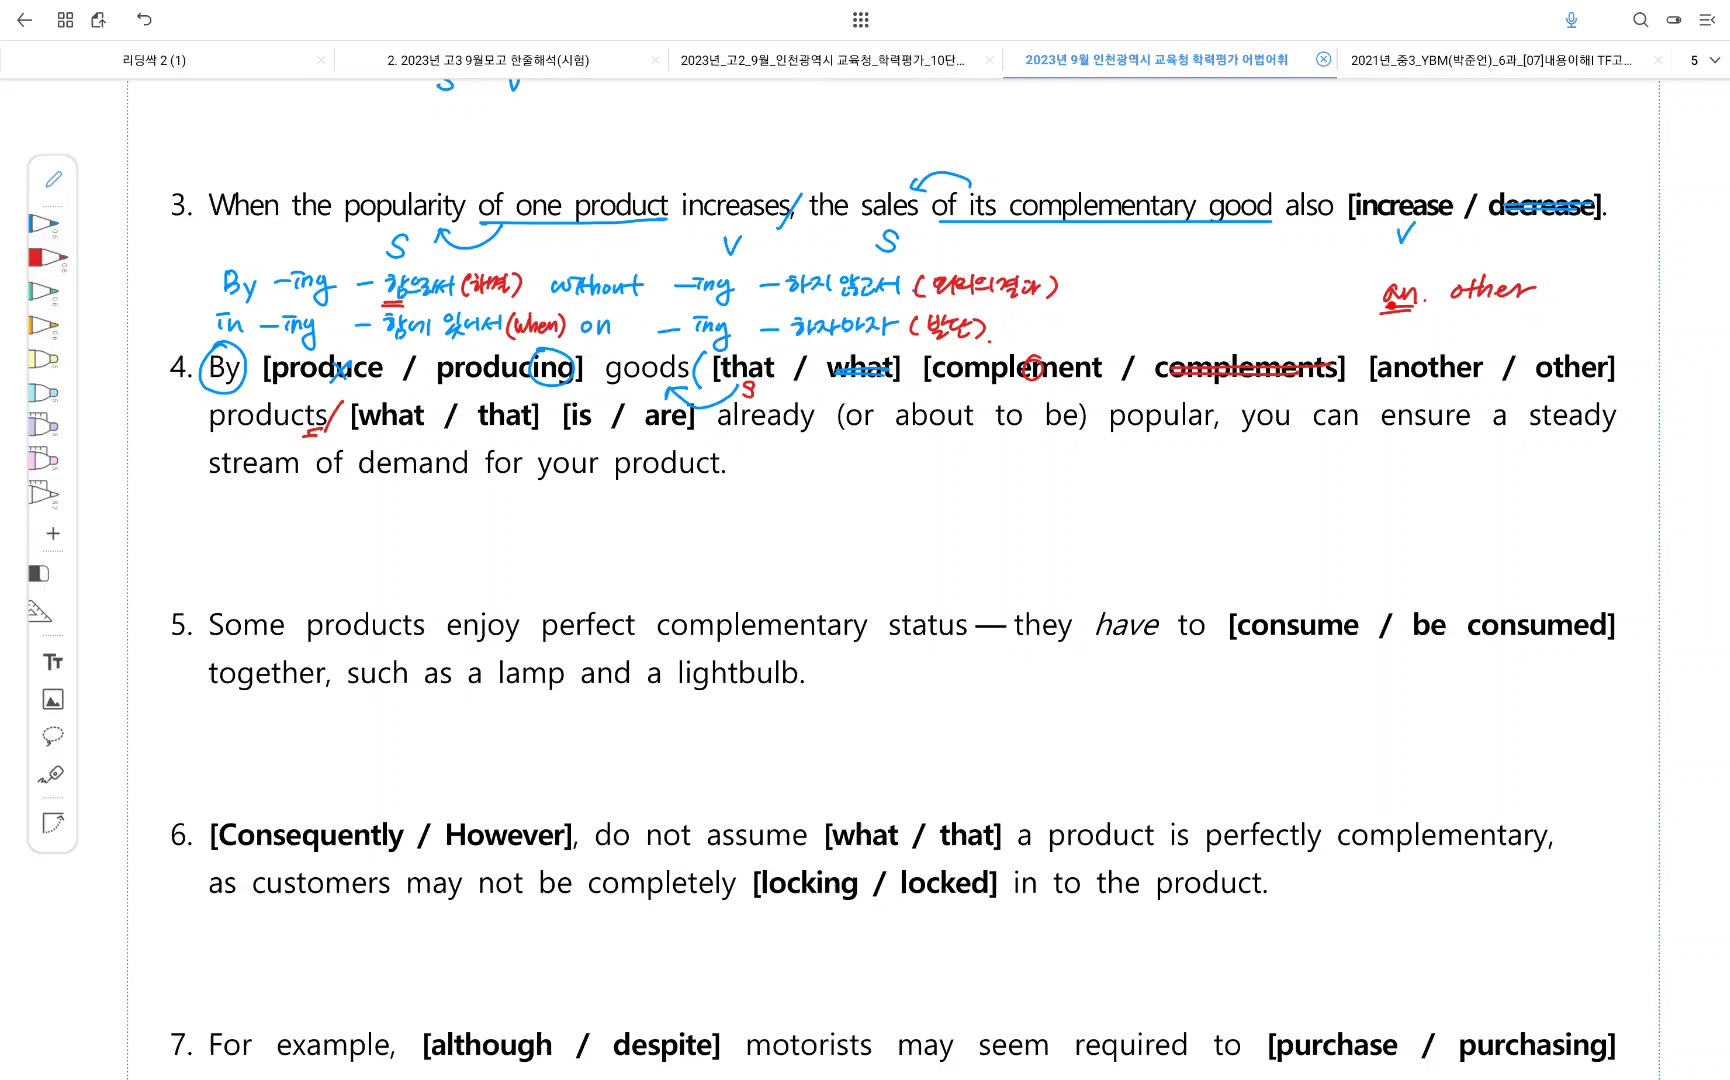 리딩싹 2 (1) 2. 2023년 고3 9월모고 한줄해석(시험) 2023년_고2_9월_인천광역시 교육청_학력평가_10단... 2023년 9월 인천광역시 교육청 학력평가 어법어휘 2021년_중3_YBM(박준언)_6과_[07]내용이해I TF고... 5
S V
3. When the popularity of one product increases, the sales of its complementary good also [increase / decrease].
S V S V
By -ing - 함으로써 (해결) without -ing - 하지 않고서 (의외의결과) an. other
in -ing - 함에 있어서 (when) on - ing - 하자마자 (발단).
4. By [produce / producing] goods [that / what] [complement / complements] [another / other]
S
products [what / that] [is / are] already (or about to be) popular, you can ensure a steady
stream of demand for your product.
5. Some products enjoy perfect complementary status — they have to [consume / be consumed]
together, such as a lamp and a lightbulb.
6. [Consequently / However], do not assume [what / that] a product is perfectly complementary,
as customers may not be completely [locking / locked] in to the product.
7. For example, [although / despite] motorists may seem required to [purchase / purchasing]